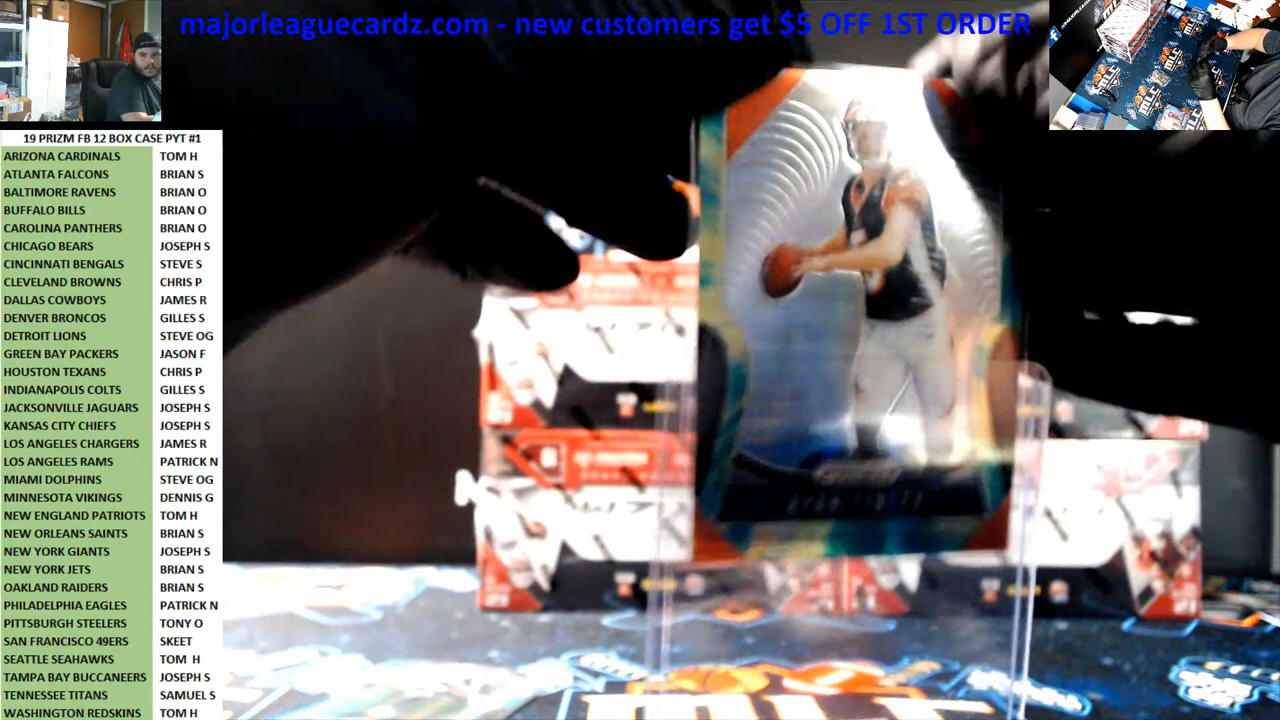 majorleaguecardz.com - new customers get $5 OFF 1ST ORDER
19 PRIZM FB 12 BOX CASE PYT #1
ARIZONA CARDINALS TOM H
ATLANTA FALCONS BRIAN S
BALTIMORE RAVENS BRIAN O
BUFFALO BILLS BRIAN O
CAROLINA PANTHERS BRIAN O
CHICAGO BEARS JOSEPH S
CINCINNATI BENGALS STEVE S
CLEVELAND BROWNS CHRIS P
DALLAS COWBOYS JAMES R
DENVER BRONCOS GILLES S
DETROIT LIONS STEVE OG
GREEN BAY PACKERS JASON F
HOUSTON TEXANS CHRIS P
INDIANAPOLIS COLTS GILLES S
JACKSONVILLE JAGUARS JOSEPH S
KANSAS CITY CHIEFS JOSEPH S
LOS ANGELES CHARGERS JAMES R
LOS ANGELES RAMS PATRICK N
MIAMI DOLPHINS STEVE OG
MINNESOTA VIKINGS DENNIS G
NEW ENGLAND PATRIOTS TOM H
NEW ORLEANS SAINTS BRIAN S
NEW YORK GIANTS JOSEPH S
NEW YORK JETS BRIAN S
OAKLAND RAIDERS BRIAN S
PHILADELPHIA EAGLES PATRICK N
PITTSBURGH STEELERS TONY O
SAN FRANCISCO 49ERS SKEET
SEATTLE SEAHAWKS TOM H
TAMPA BAY BUCCANEERS JOSEPH S
TENNESSEE TITANS SAMUEL S
WASHINGTON REDSKINS TOM H
MLC